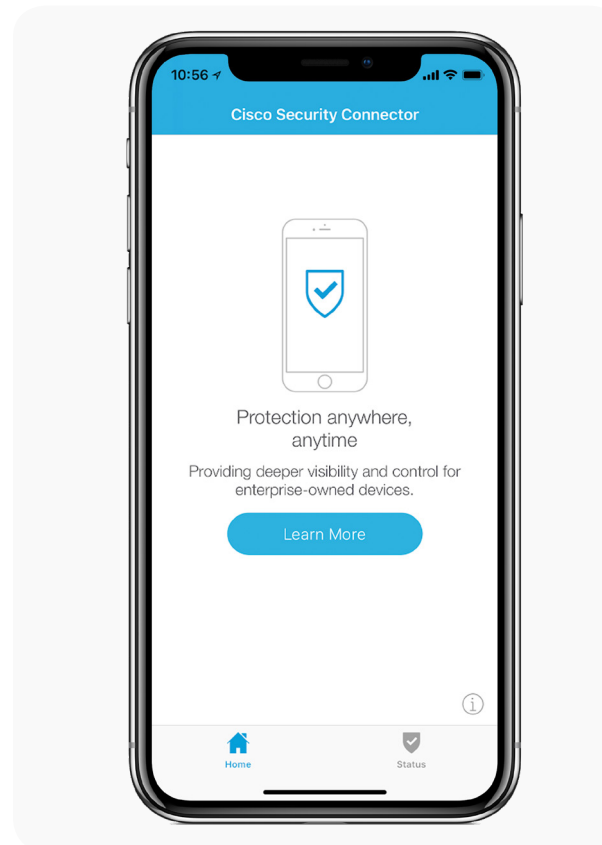 10:56
Cisco Security Connector
Protection anywhere,
anytime
Providing deeper visibility and control for
enterprise-owned devices.
Learn More
i
Home
Status